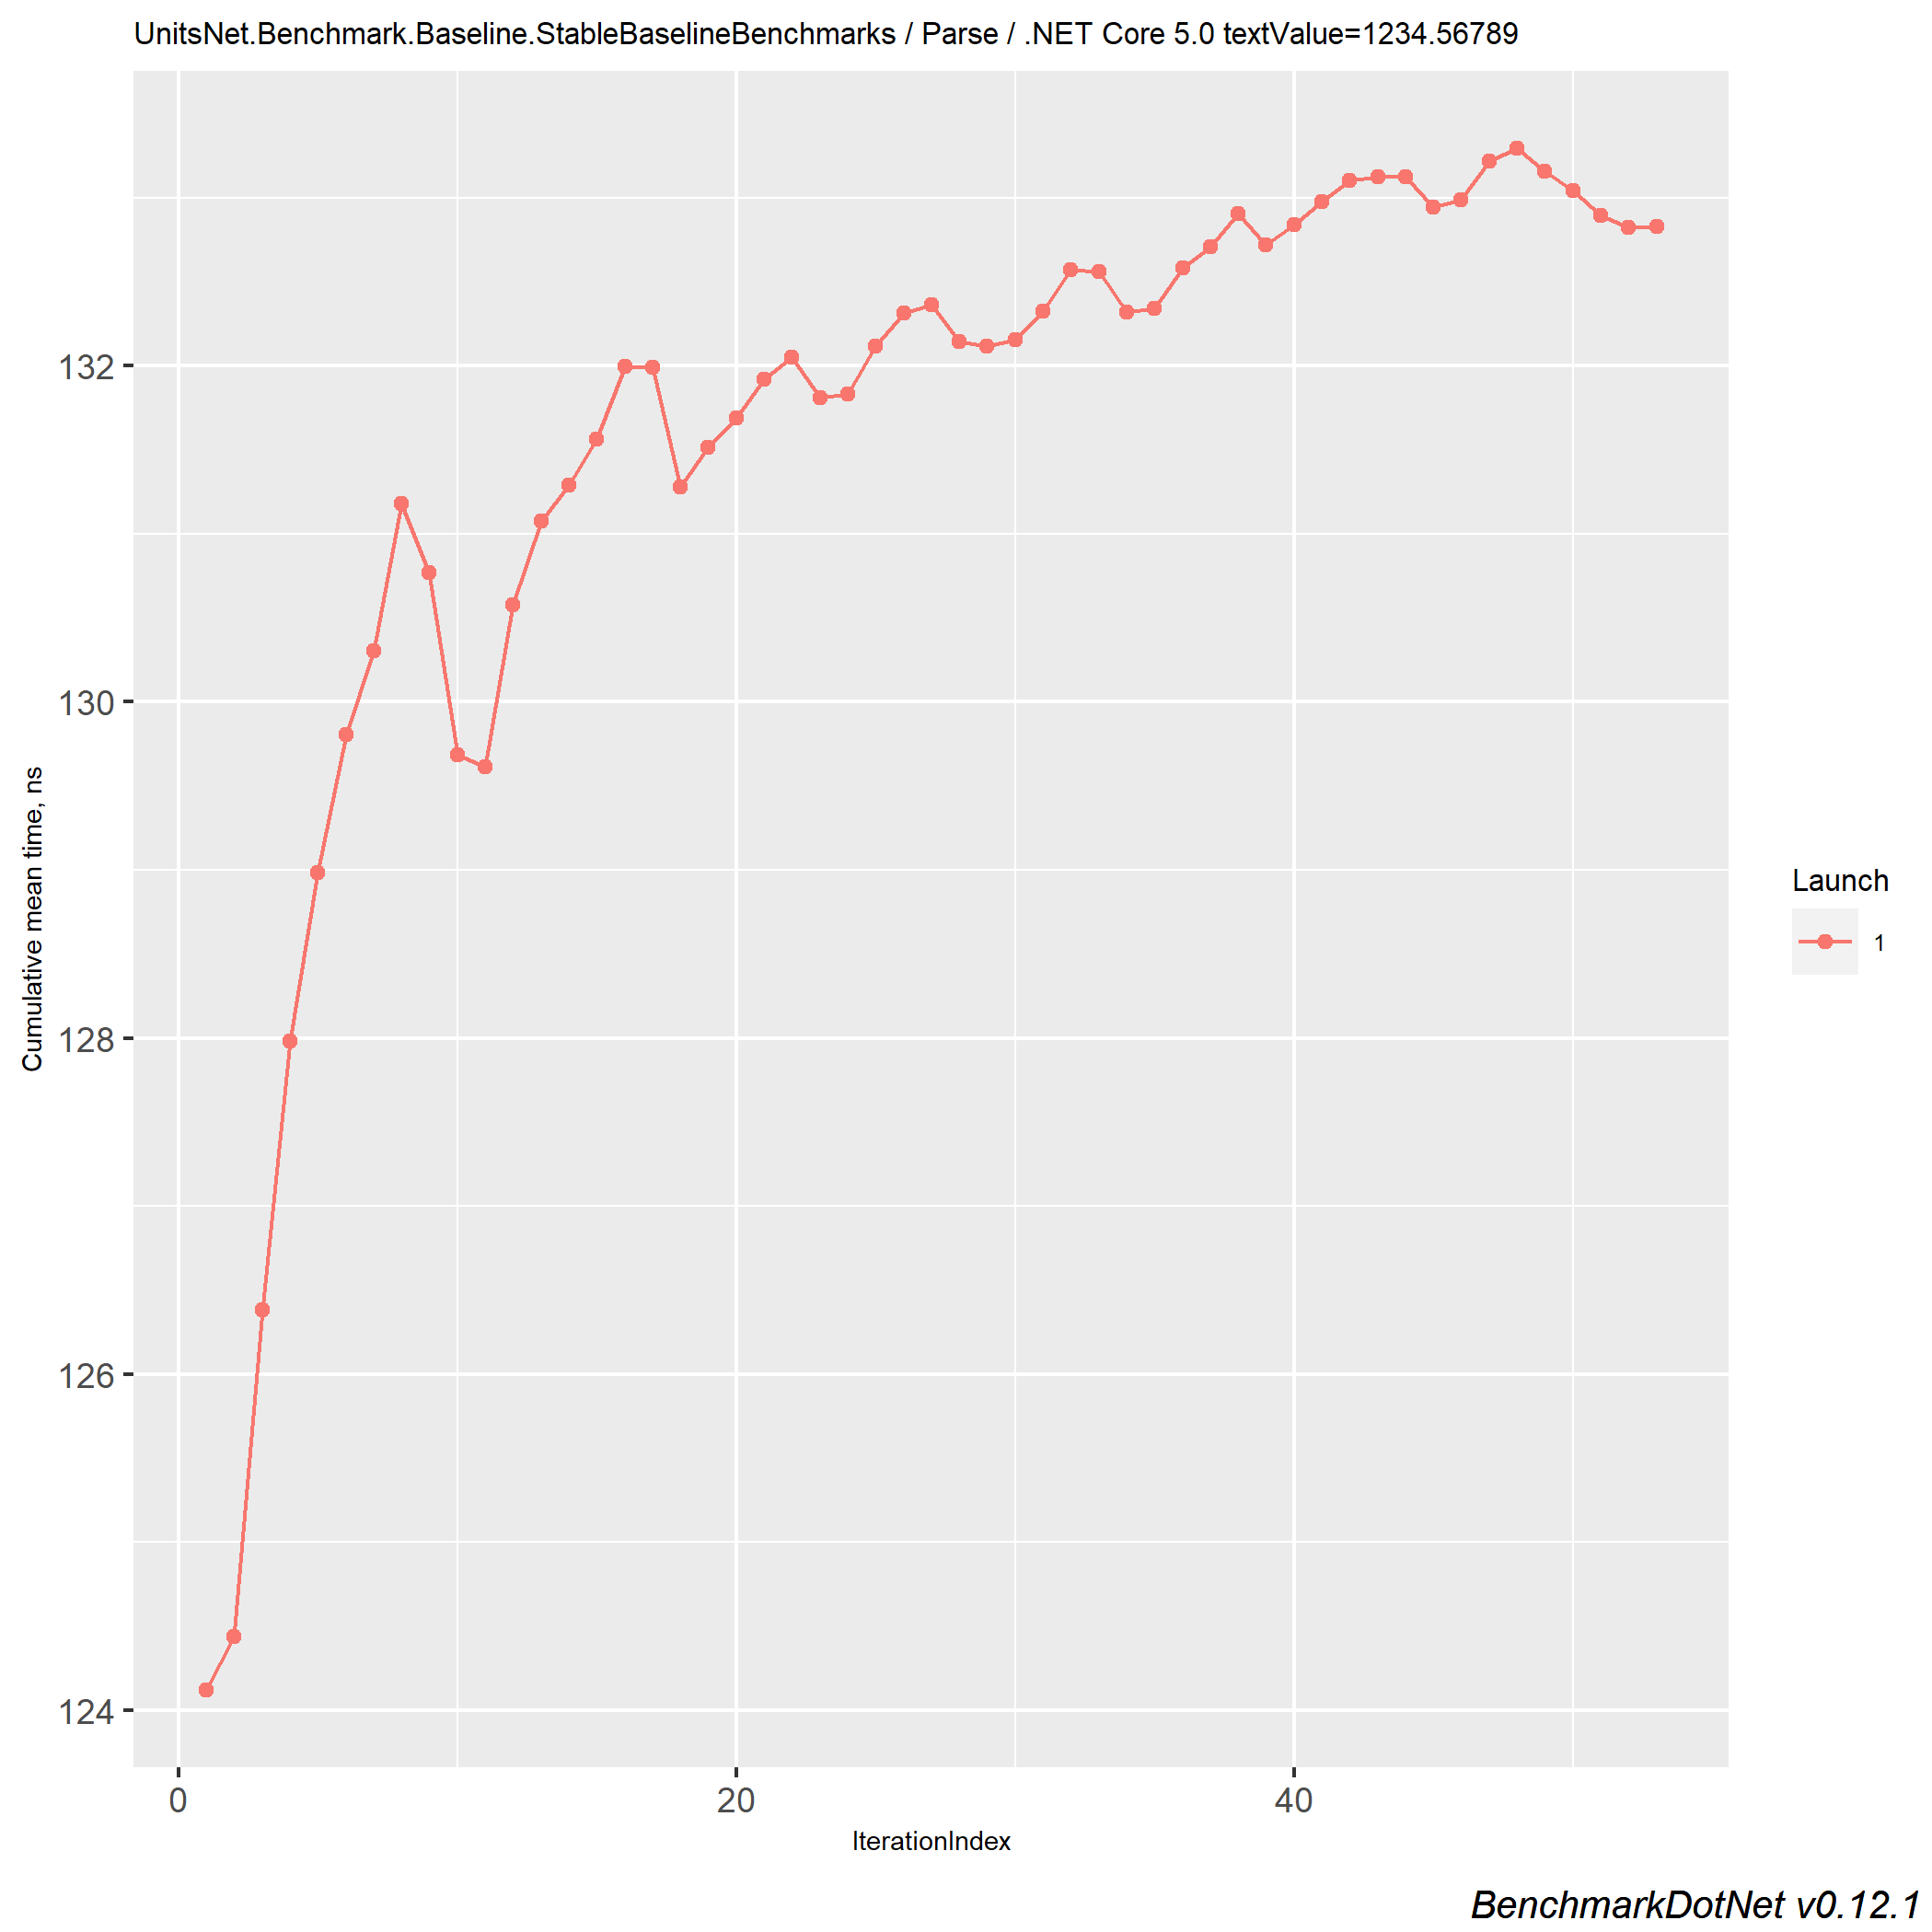 UnitsNet.Benchmark.Baseline.StableBaselineBenchmarks / Parse / .NET Core 5.0 textValue=1234.56789
Cumulative mean time, ns
132
130
128
126
124
0 20 40
IterationIndex
Launch
1
BenchmarkDotNet v0.12.1